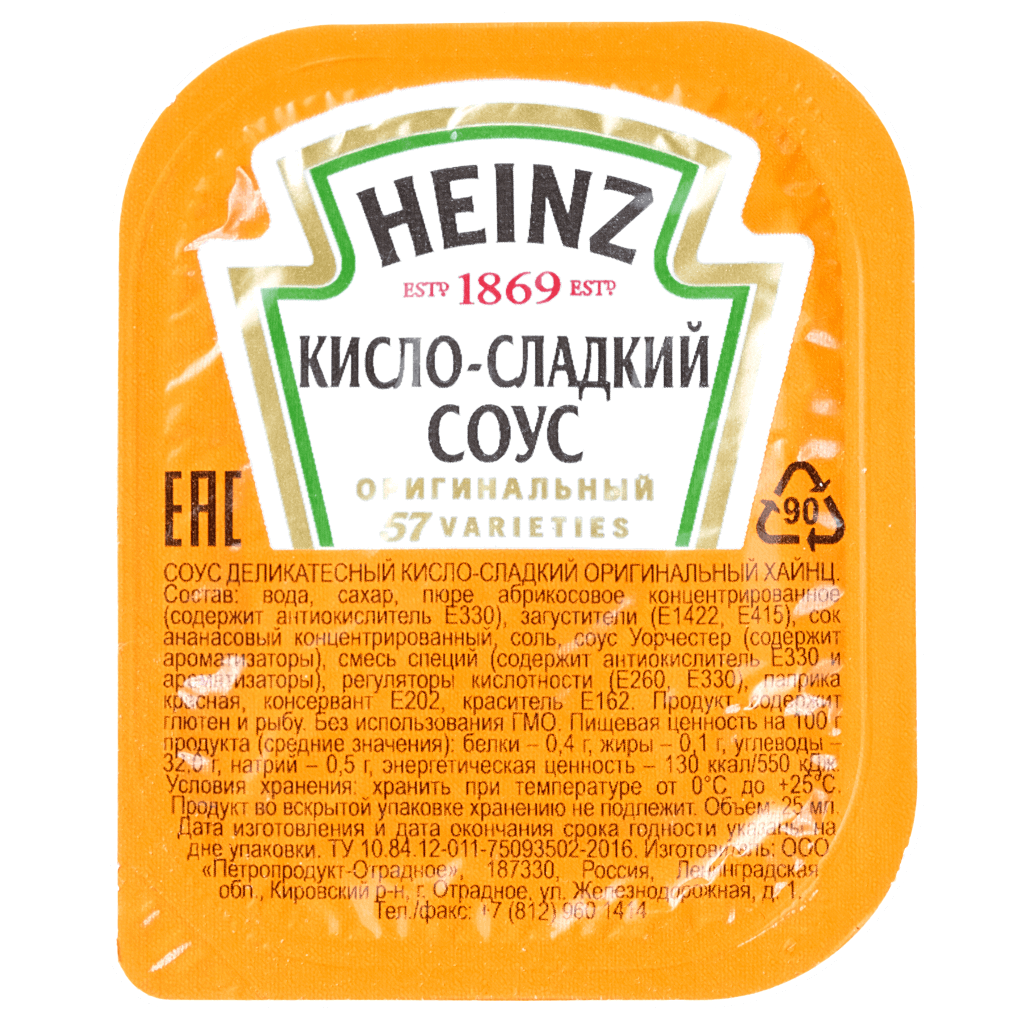 HEINZ
ESTD 1869 ESTD
КИСЛО-СЛАДКИЙ
СОУС
ОРИГИНАЛЬНЫЙ
57 VARIETIES
EAC
90
СОУС ДЕЛИКАТЕСНЫЙ КИСЛО-СЛАДКИЙ ОРИГИНАЛЬНЫЙ ХАЙНЦ.
Состав: вода, сахар, пюре абрикосовое концентрированное
(содержит антиокислитель Е330), загустители (Е1422, Е415), сок
ананасовый концентрированный, соль, соус Уорчестер (содержит
ароматизаторы), смесь специй (содержит антиокислитель Е330 и
ароматизаторы), регуляторы кислотности (Е260, Е330), паприка
красная, консервант Е202, краситель Е162. Продукт содержит
глютен и рыбу. Без использования ГМО. Пищевая ценность на 100 г
продукта (средние значения): белки – 0,4 г, жиры – 0,1 г, углеводы –
32,0 г, натрий – 0,5 г, энергетическая ценность – 130 ккал/550 кДж.
Условия хранения: хранить при температуре от 0°С до +25°С.
Продукт во вскрытой упаковке хранению не подлежит. Объем: 25 мл.
Дата изготовления и дата окончания срока годности указаны на
дне упаковки. ТУ 10.84.12-011-75093502-2016. Изготовитель: ООО
«Петропродукт-Отрадное», 187330, Россия, Ленинградская
обл., Кировский р-н, г. Отрадное, ул. Железнодорожная, д. 1.
Тел./факс: +7 (812) 960 1414